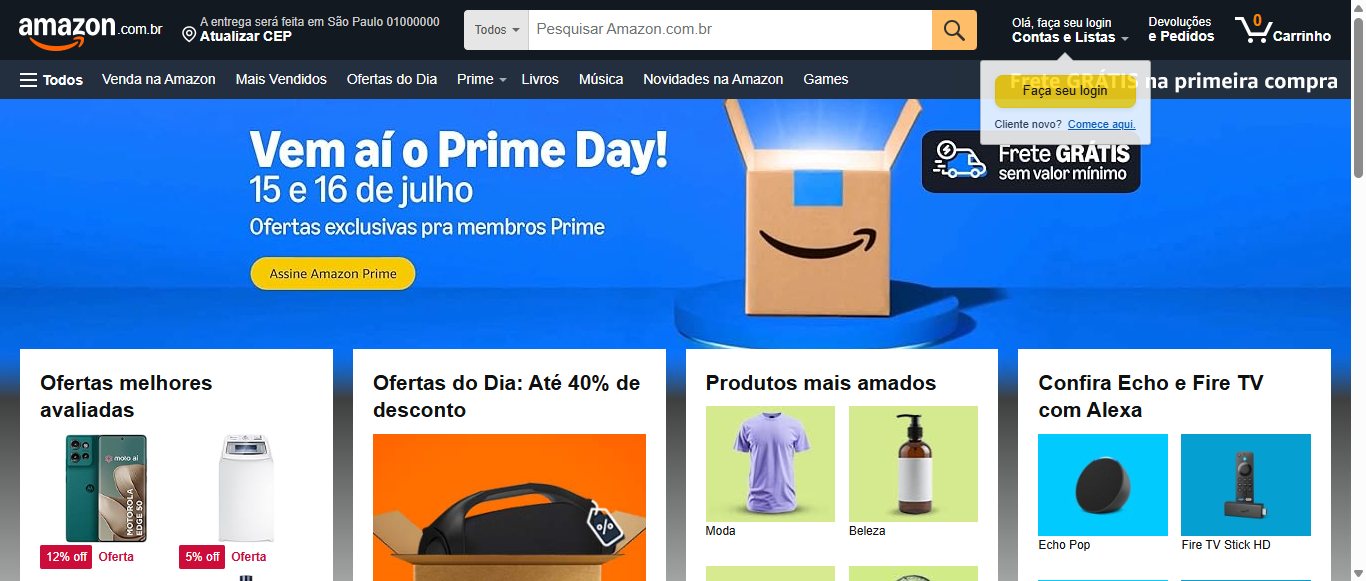 amazon.com.br
A entrega será feita em São Paulo 01000000
Atualizar CEP
Todos
Pesquisar Amazon.com.br
Olá, faça seu login
Contas e Listas
Devoluções
e Pedidos
0
Carrinho
Todos
Venda na Amazon
Mais Vendidos
Ofertas do Dia
Prime
Livros
Música
Novidades na Amazon
Games
Frete GRÁTIS na primeira compra
Faça seu login
Cliente novo? Comece aqui.
Vem aí o Prime Day!
15 e 16 de julho
Ofertas exclusivas pra membros Prime
Assine Amazon Prime
Frete GRÁTIS
sem valor mínimo
Ofertas melhores
avaliadas
moto ai
MOTOROLA
EDGE 50
12% off Oferta
5% off Oferta
Ofertas do Dia: Até 40% de
desconto
%
Produtos mais amados
Moda
Beleza
Confira Echo e Fire TV
com Alexa
Echo Pop
Fire TV Stick HD